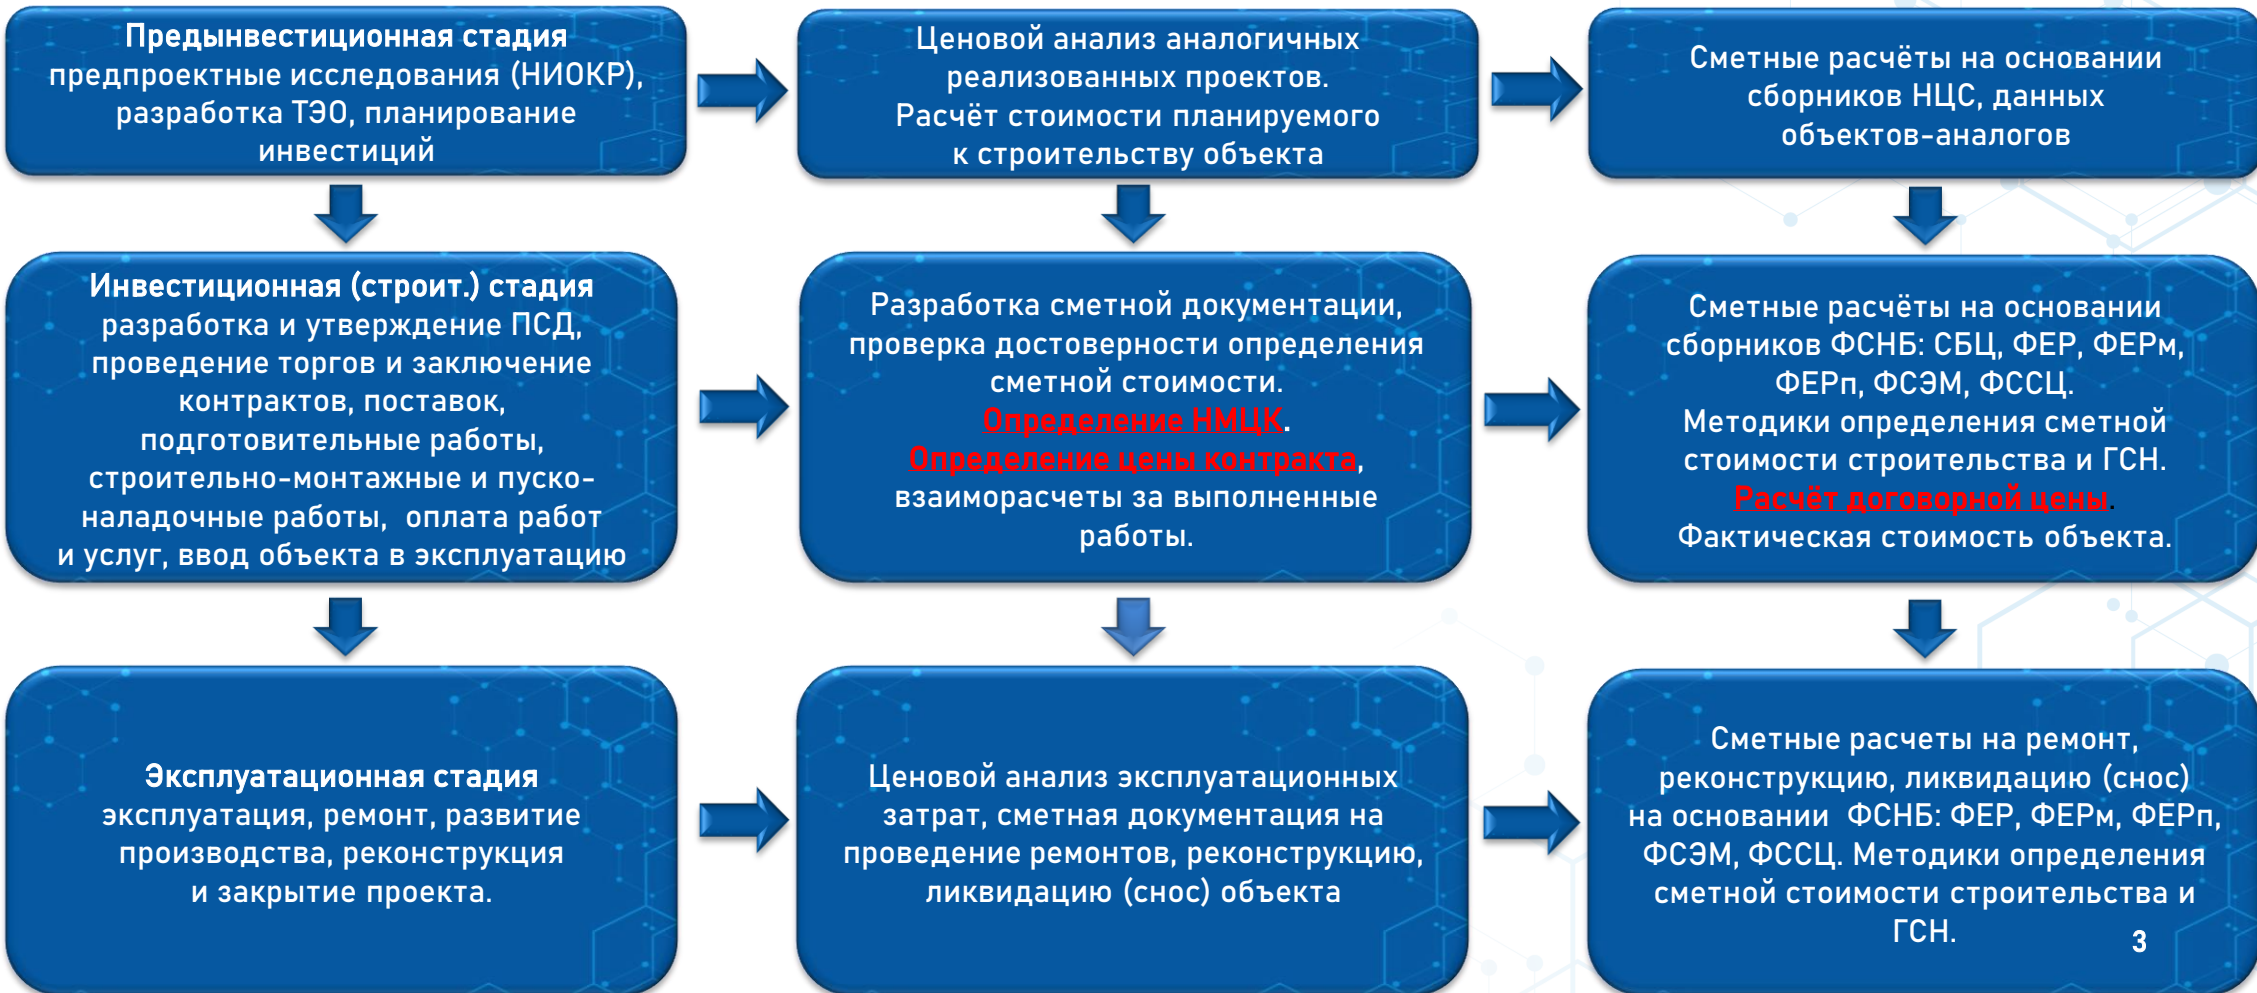 Предынвестиционная стадия
предпроектные исследования (НИОКР),
разработка ТЭО, планирование
инвестиций
Ценовой анализ аналогичных
реализованных проектов.
Расчёт стоимости планируемого
к строительству объекта
Сметные расчёты на основании
сборников НЦС, данных
объектов-аналогов
Инвестиционная (строит.) стадия
разработка и утверждение ПСД,
проведение торгов и заключение
контрактов, поставок,
подготовительные работы,
строительно-монтажные и пуско-
наладочные работы, оплата работ
и услуг, ввод объекта в эксплуатацию
Разработка сметной документации,
проверка достоверности определения
сметной стоимости.
Определение НМЦК.
Определение цены контракта,
взаиморасчеты за выполненные
работы.
Сметные расчёты на основании
сборников ФСНБ: СБЦ, ФЕР, ФЕРм,
ФЕРп, ФСЭМ, ФССЦ.
Методики определения сметной
стоимости строительства и ГСН.
Расчёт договорной цены.
Фактическая стоимость объекта.
Эксплуатационная стадия
эксплуатация, ремонт, развитие
производства, реконструкция
и закрытие проекта.
Ценовой анализ эксплуатационных
затрат, сметная документация на
проведение ремонтов, реконструкцию,
ликвидацию (снос) объекта
Сметные расчеты на ремонт,
реконструкцию, ликвидацию (снос)
на основании ФСНБ: ФЕР, ФЕРм, ФЕРп,
ФСЭМ, ФССЦ. Методики определения
сметной стоимости строительства и
ГСН.
3